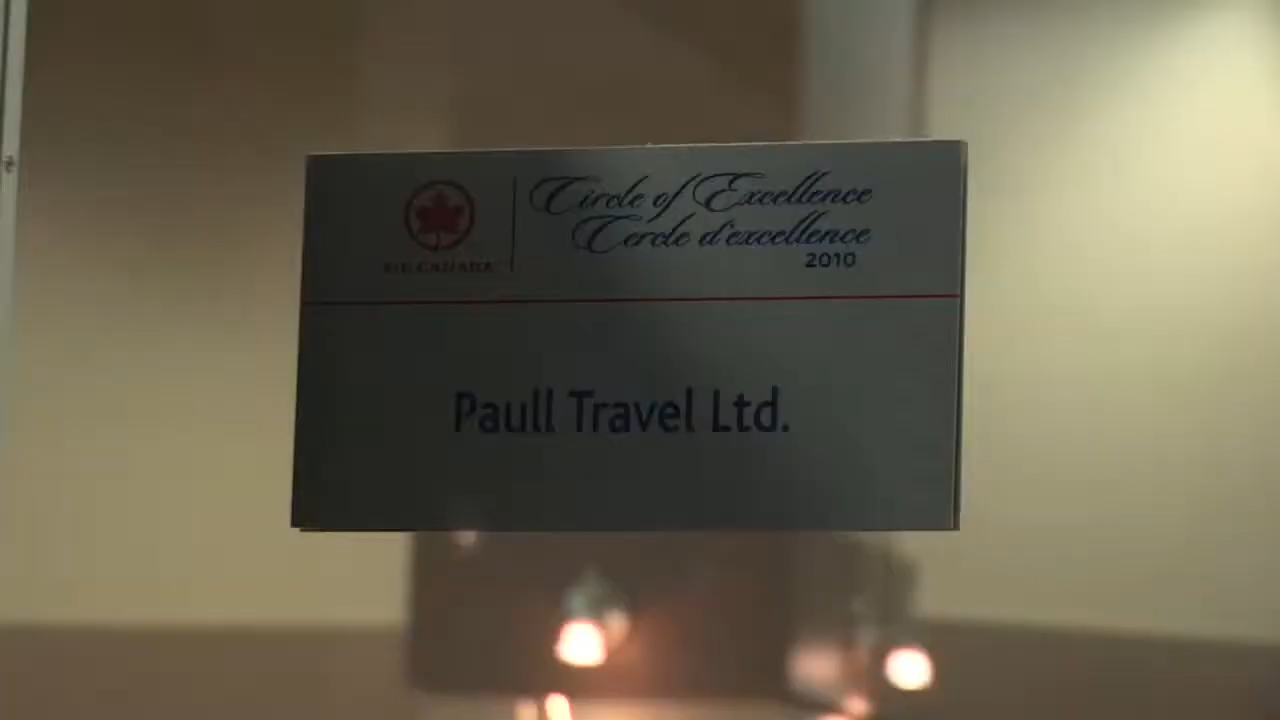 AIR CANADA
Circle of Excellence
Cercle d'excellence
2010
Paull Travel Ltd.